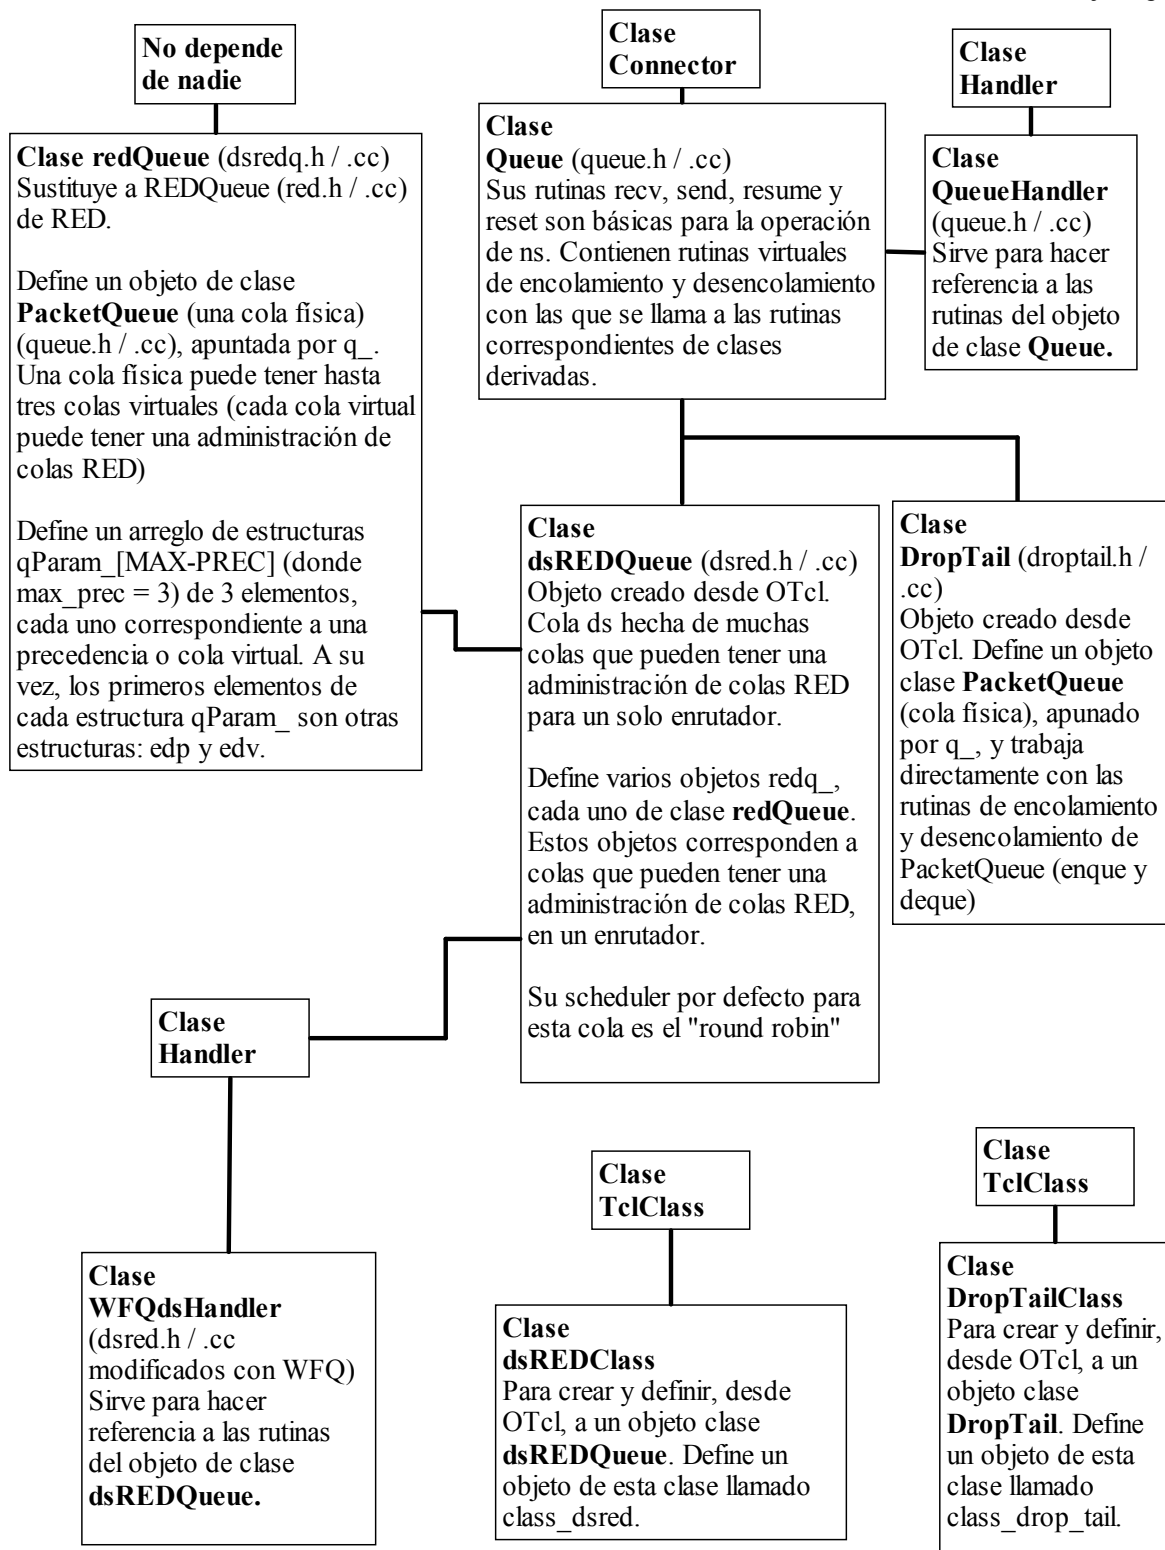 No depende
de nadie
Clase
Connector
Clase
Handler
Clase redQueue (dsredq.h / .cc)
Sustituye a REDQueue (red.h / .cc)
de RED.
Define un objeto de clase
PacketQueue (una cola física)
(queue.h / .cc), apuntada por q_.
Una cola física puede tener hasta
tres colas virtuales (cada cola virtual
puede tener una administración de
colas RED)
Define un arreglo de estructuras
qParam_[MAX-PREC] (donde
max_prec = 3) de 3 elementos,
cada uno correspondiente a una
precedencia o cola virtual. A su
vez, los primeros elementos de
cada estructura qParam_ son otras
estructuras: edp y edv.
Clase
Queue (queue.h / .cc)
Sus rutinas recv, send, resume y
reset son básicas para la operación
de ns. Contienen rutinas virtuales
de encolamiento y desencolamiento
con las que se llama a las rutinas
correspondientes de clases
derivadas.
Clase
QueueHandler
(queue.h / .cc)
Sirve para hacer
referencia a las
rutinas del objeto
de clase Queue.
Clase
dsREDQueue (dsred.h / .cc)
Objeto creado desde OTcl.
Cola ds hecha de muchas
colas que pueden tener una
administración de colas RED
para un solo enrutador.
Define varios objetos redq_,
cada uno de clase redQueue.
Estos objetos corresponden a
colas que pueden tener una
administración de colas RED,
en un enrutador.
Su scheduler por defecto para
esta cola es el "round robin"
Clase
DropTail (droptail.h /
.cc)
Objeto creado desde
OTcl. Define un objeto
clase PacketQueue
(cola física), apunado
por q_, y trabaja
directamente con las
rutinas de encolamiento
y desencolamiento de
PacketQueue (enque y
deque)
Clase
Handler
Clase
WFQdsHandler
(dsred.h / .cc
modificados con WFQ)
Sirve para hacer
referencia a las rutinas
del objeto de clase
dsREDQueue.
Clase
TclClass
Clase
dsREDClass
Para crear y definir, desde
OTcl, a un objeto clase
dsREDQueue. Define un
objeto de esta clase llamado
class_dsred.
Clase
TclClass
Clase
DropTailClass
Para crear y definir,
desde OTcl, a un
objeto clase
DropTail. Define
un objeto de esta
clase llamado
class_drop_tail.